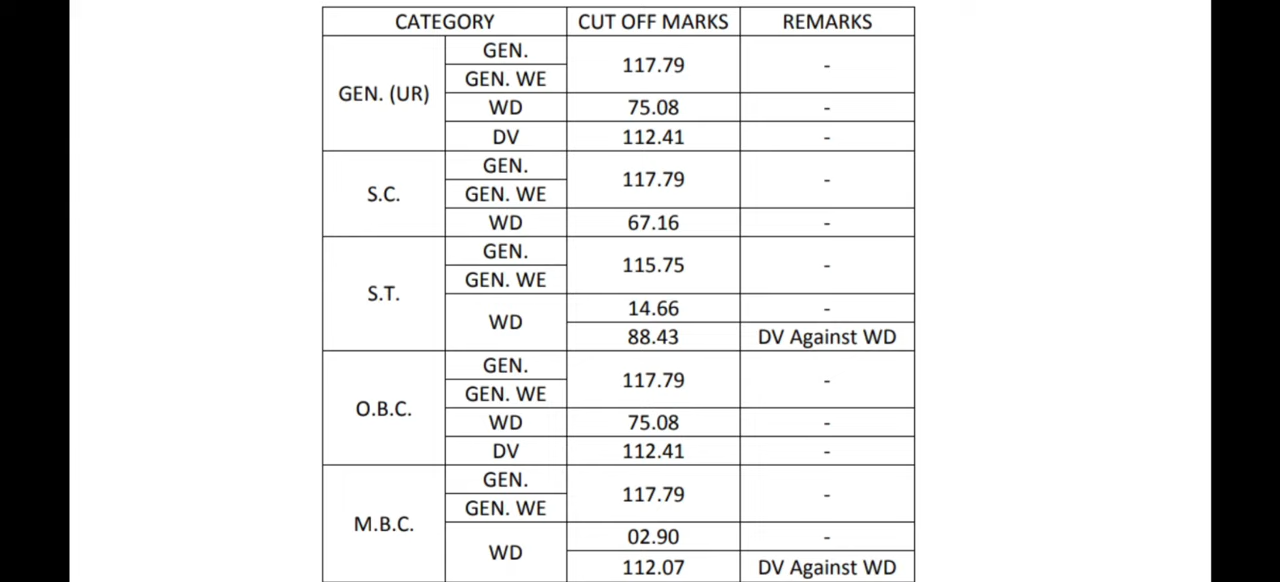 CATEGORY CUT OFF MARKS REMARKS
GEN. (UR) GEN. 117.79 -
GEN. WE
WD 75.08 -
DV 112.41 -
S.C. GEN. 117.79 -
GEN. WE
WD 67.16 -
S.T. GEN. 115.75 -
GEN. WE
WD 14.66 -
88.43 DV Against WD
O.B.C. GEN. 117.79 -
GEN. WE
WD 75.08 -
DV 112.41 -
M.B.C. GEN. 117.79 -
GEN. WE
WD 02.90 -
112.07 DV Against WD